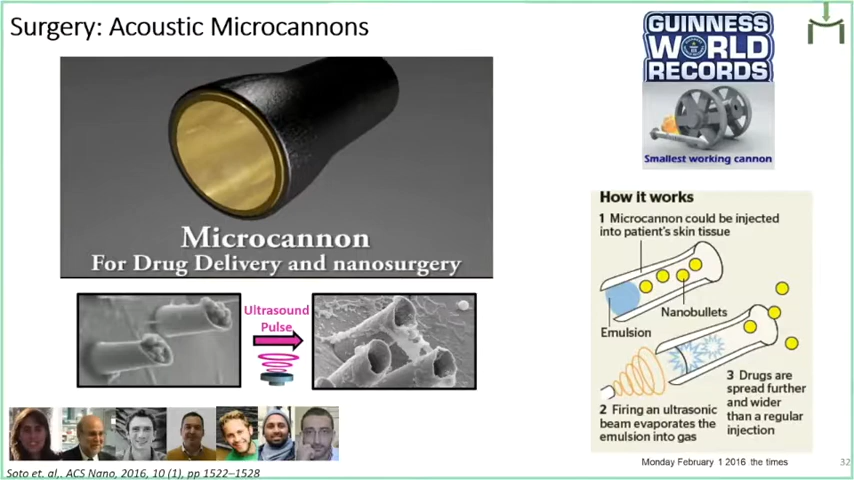 Surgery: Acoustic Microcannons
GUINNESS
WORLD
RECORDS
Smallest working cannon
Microcannon
For Drug Delivery and nanosurgery
Ultrasound
Pulse
How it works
1 Microcannon could be injected
into patient's skin tissue
Nanobullets
Emulsion
2 Firing an ultrasonic
beam evaporates the
emulsion into gas
3 Drugs are
spread further
and wider
than a regular
injection
Monday February 1 2016 the times
32
Soto et. al,. ACS Nano, 2016, 10 (1), pp 1522–1528